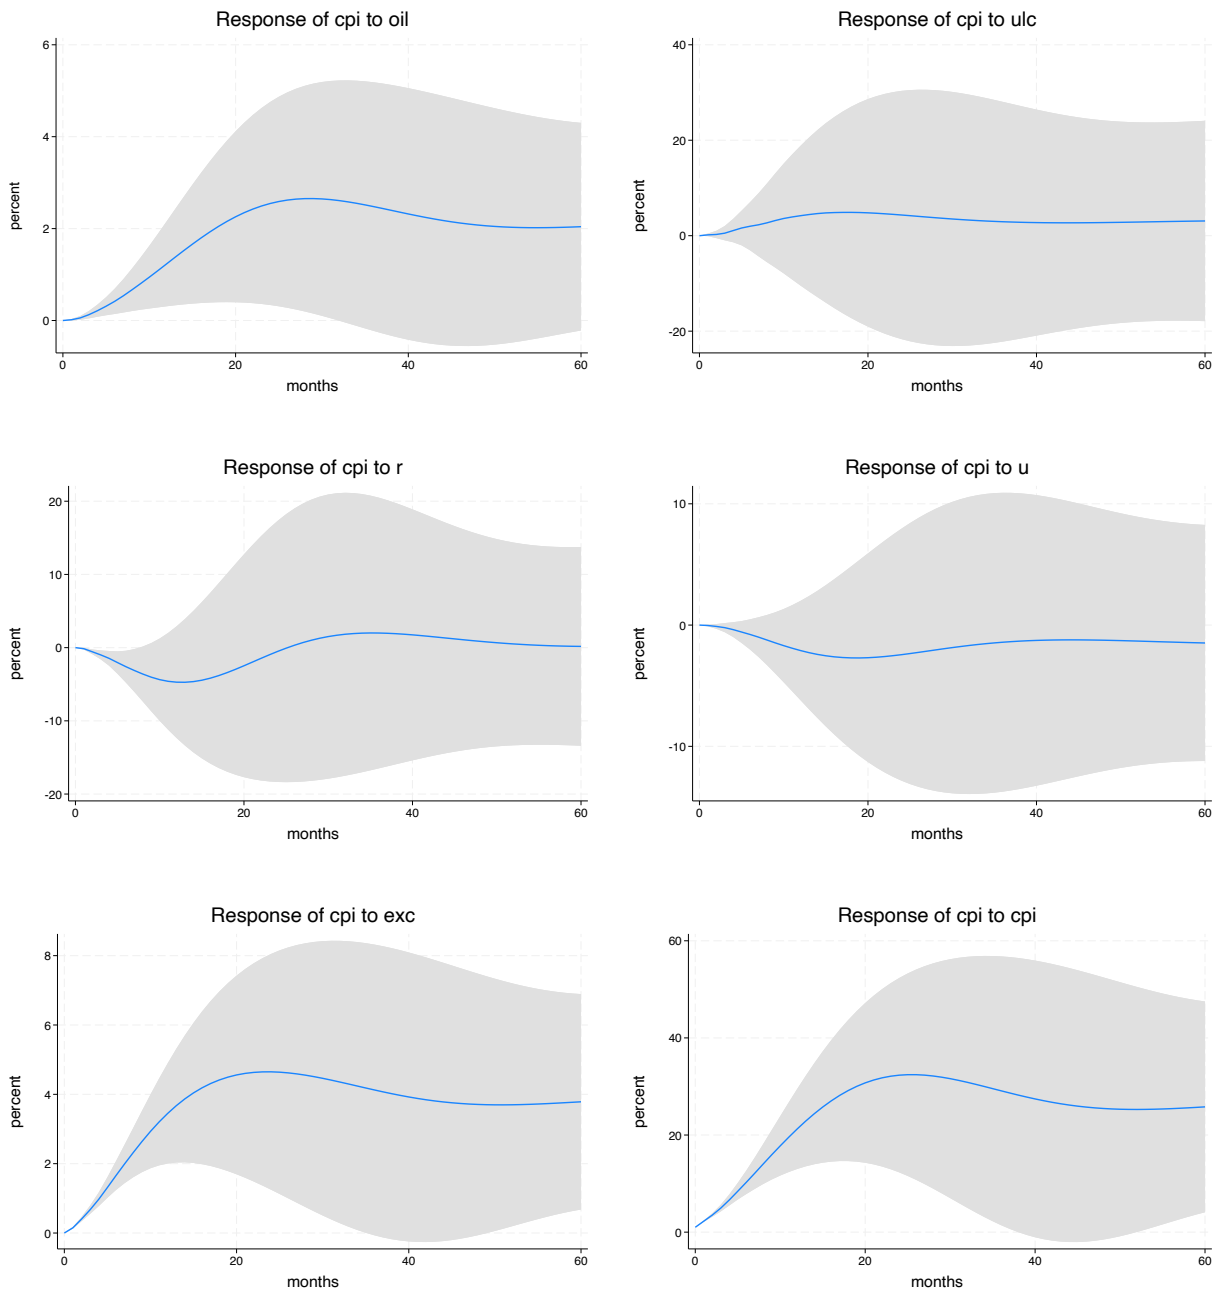 Response of cpi to oil
percent
6
4
2
0
0 20 40 60
months
Response of cpi to ulc
percent
40
20
0
-20
0 20 40 60
months
Response of cpi to r
percent
20
10
0
-10
-20
0 20 40 60
months
Response of cpi to u
percent
10
0
-10
0 20 40 60
months
Response of cpi to exc
percent
8
6
4
2
0
0 20 40 60
months
Response of cpi to cpi
percent
60
40
20
0
0 20 40 60
months